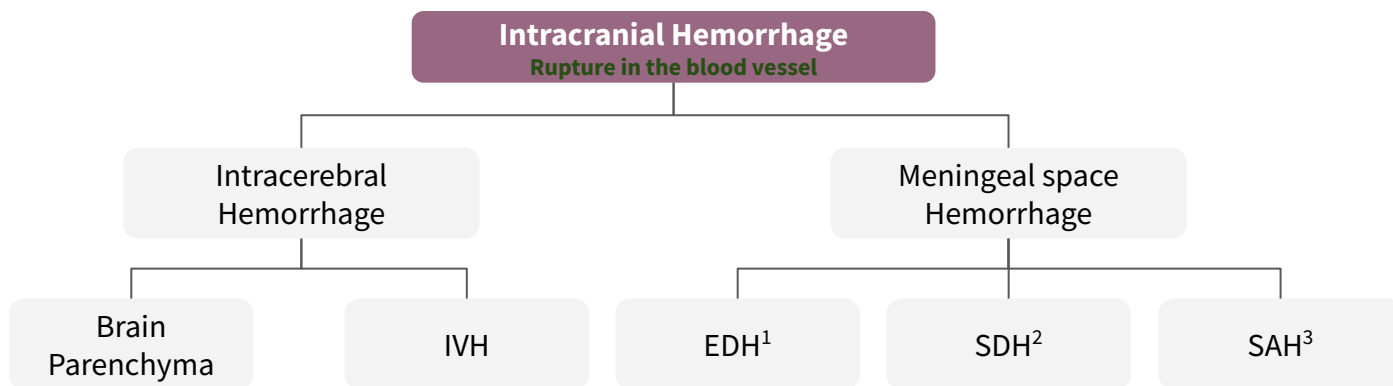 Intracranial Hemorrhage
Rupture in the blood vessel
Intracerebral
Hemorrhage
Meningeal space
Hemorrhage
Brain
Parenchyma
IVH
EDH¹
SDH²
SAH³